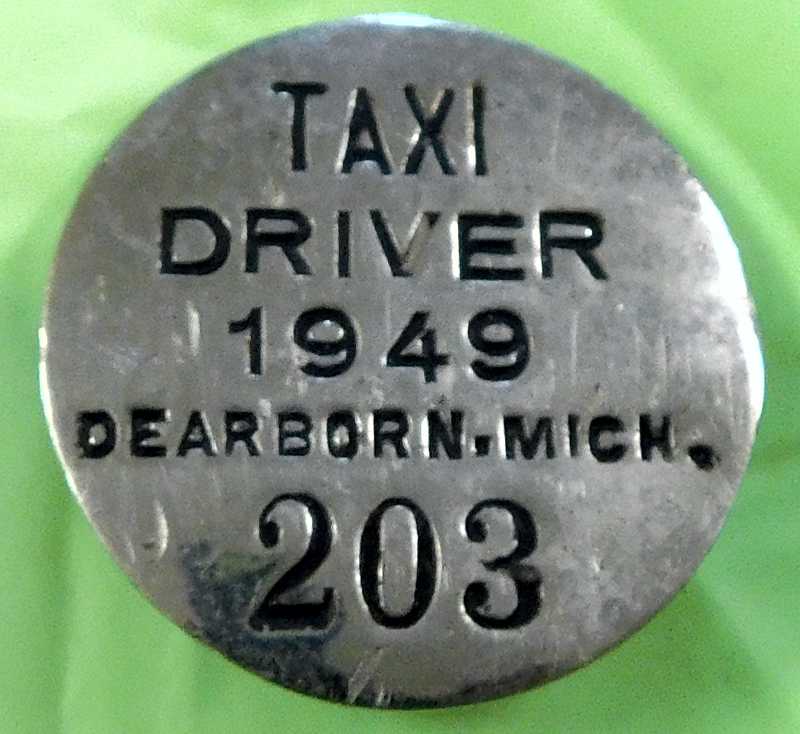 TAXI
DRIVER
1949
DEARBORN.MICH.
203